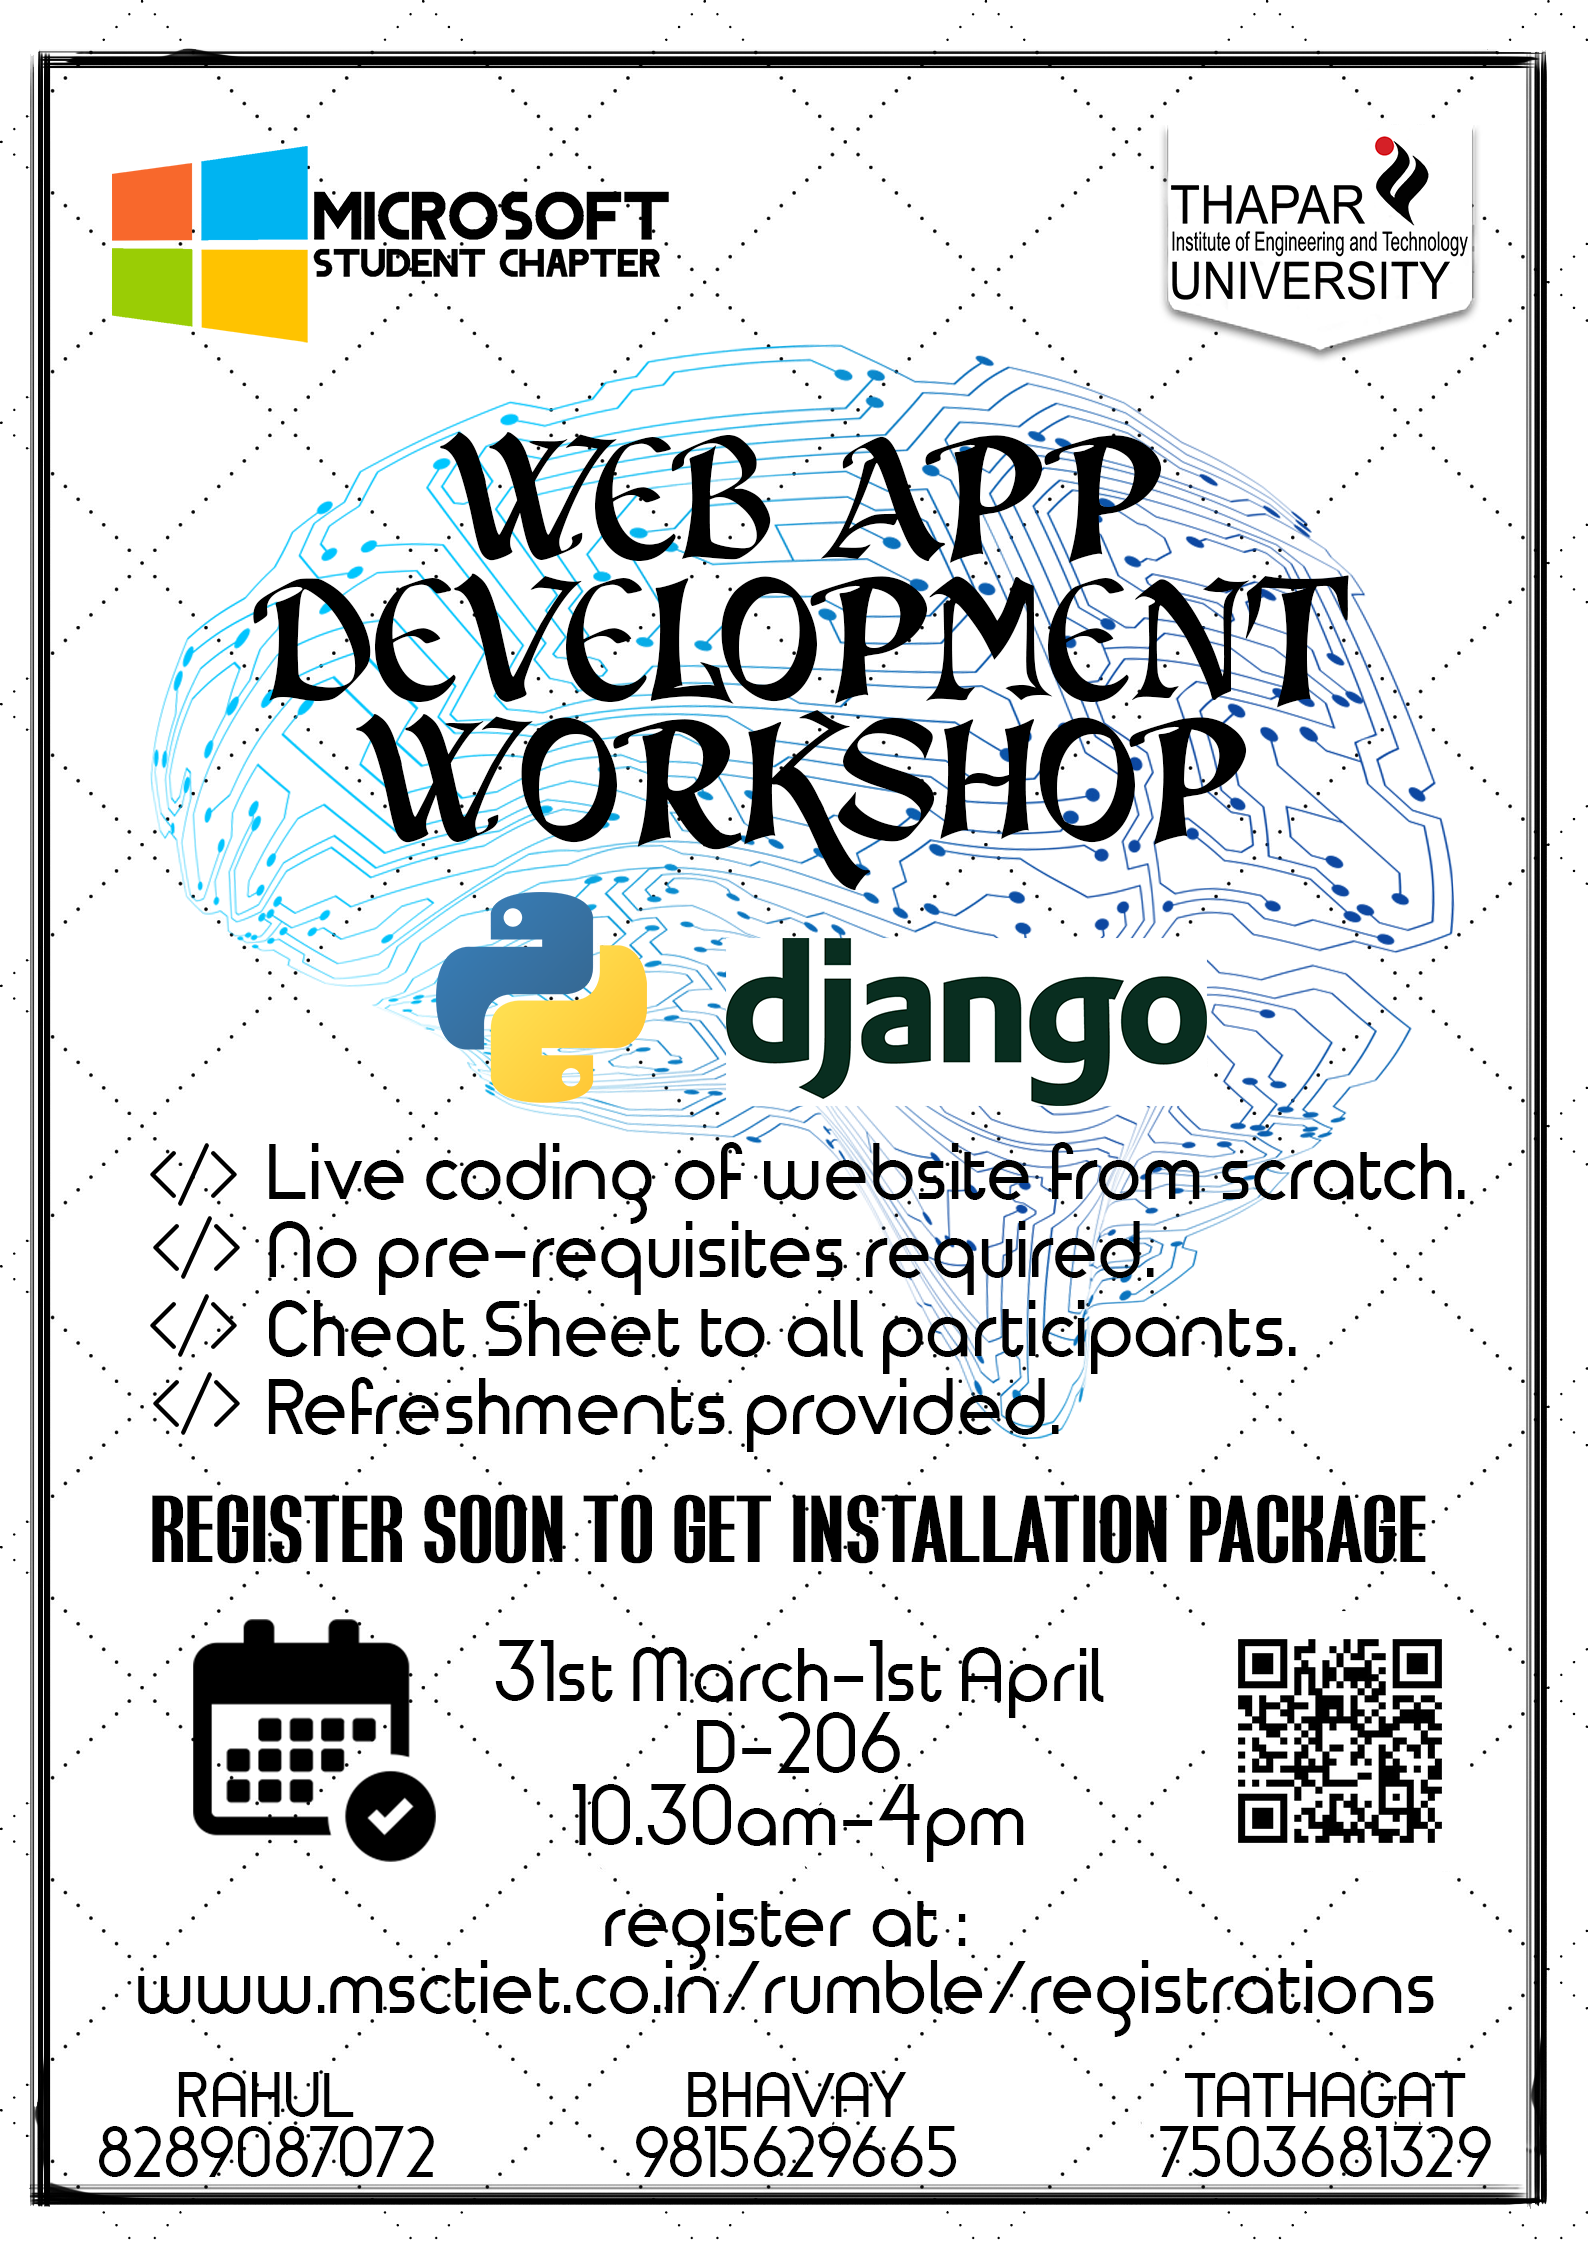 MICROSOFT
STUDENT CHAPTER
THAPAR
Institute of Engineering and Technology
UNIVERSITY
WEB APP
DEVELOPMENT
WORKSHOP
django
</> Live coding of website from scratch.
</> No pre-requisites required.
</> Cheat Sheet to all participants.
</> Refreshments provided.
REGISTER SOON TO GET INSTALLATION PACKAGE
31st March-1st April
D-206
10.30am-4pm
register at :
www.msctiet.co.in/rumble/registrations
RAHUL BHAVAY TATHAGAT
8289087072 9815629665 7503681329